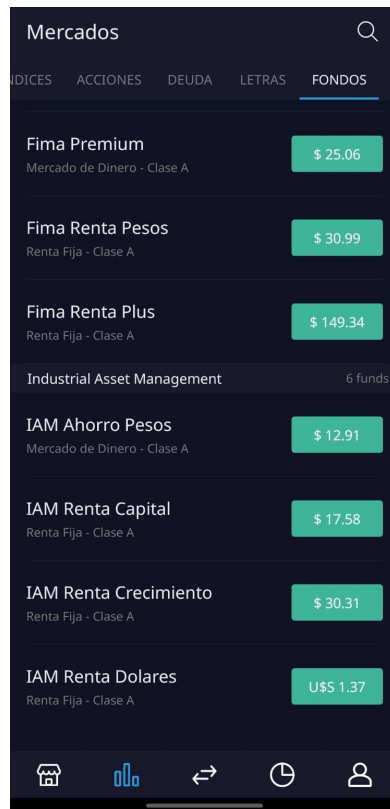 Mercados
NDICES ACCIONES DEUDA LETRAS FONDOS
Fima Premium
Mercado de Dinero - Clase A
$ 25.06
Fima Renta Pesos
Renta Fija - Clase A
$ 30.99
Fima Renta Plus
Renta Fija - Clase A
$ 149.34
Industrial Asset Management 6 funds
IAM Ahorro Pesos
Mercado de Dinero - Clase A
$ 12.91
IAM Renta Capital
Renta Fija - Clase A
$ 17.58
IAM Renta Crecimiento
Renta Fija - Clase A
$ 30.31
IAM Renta Dolares
Renta Fija - Clase A
U$S 1.37